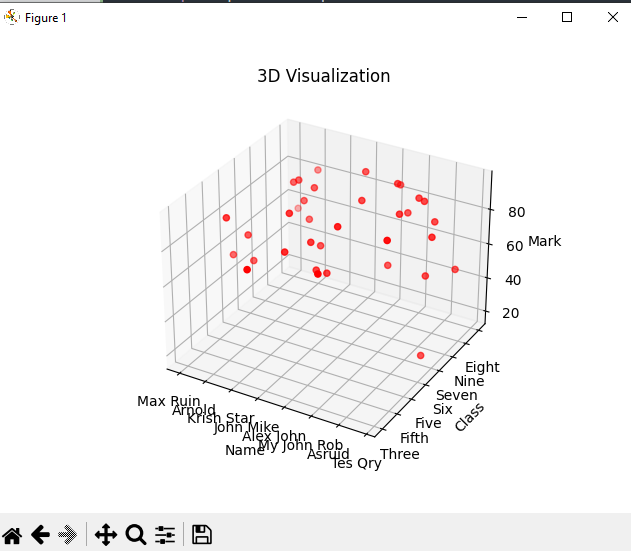 Figure 1
3D Visualization
80
60
40
20
Mark
Max Ruin
Arnold
Krish Star
John Mike
Alex John
My John Rob
Asruid
Tes Qry
Name
Three
Fifth
Five
Six
Seven
Nine
Eight
Class